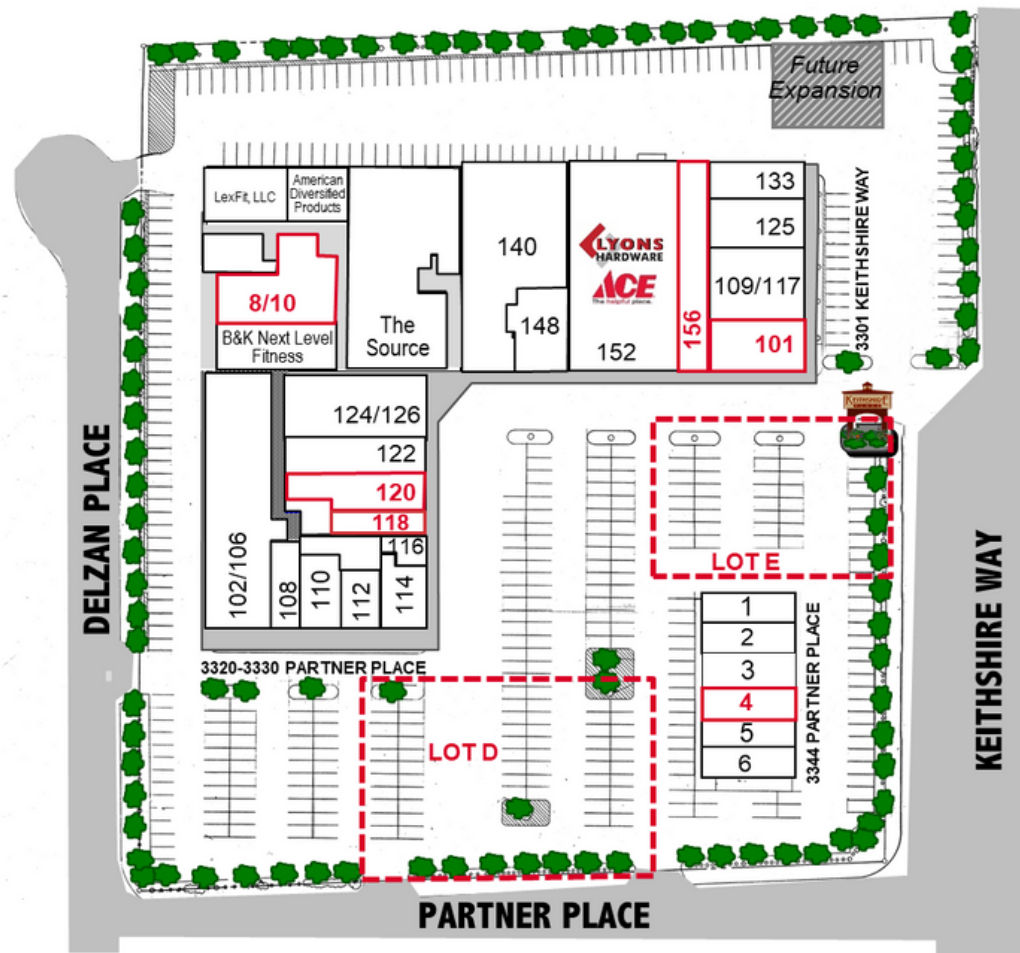 Future
Expansion
LexFit, LLC
American
Diversified
Products
133
125
140
LYONS
HARDWARE
ACE
The helpful place.
109/117
8/10
148
The
Source
152
156
101
B&K Next Level
Fitness
3301 KEITHSHIRE WAY
KEITHSHIRE
124/126
122
120
118
116
102/106
108
110
112
114
LOT E
DELZAN PLACE
KEITHSHIRE WAY
1
2
3
4
5
6
3344 PARTNER PLACE
3320-3330 PARTNER PLACE
LOT D
PARTNER PLACE